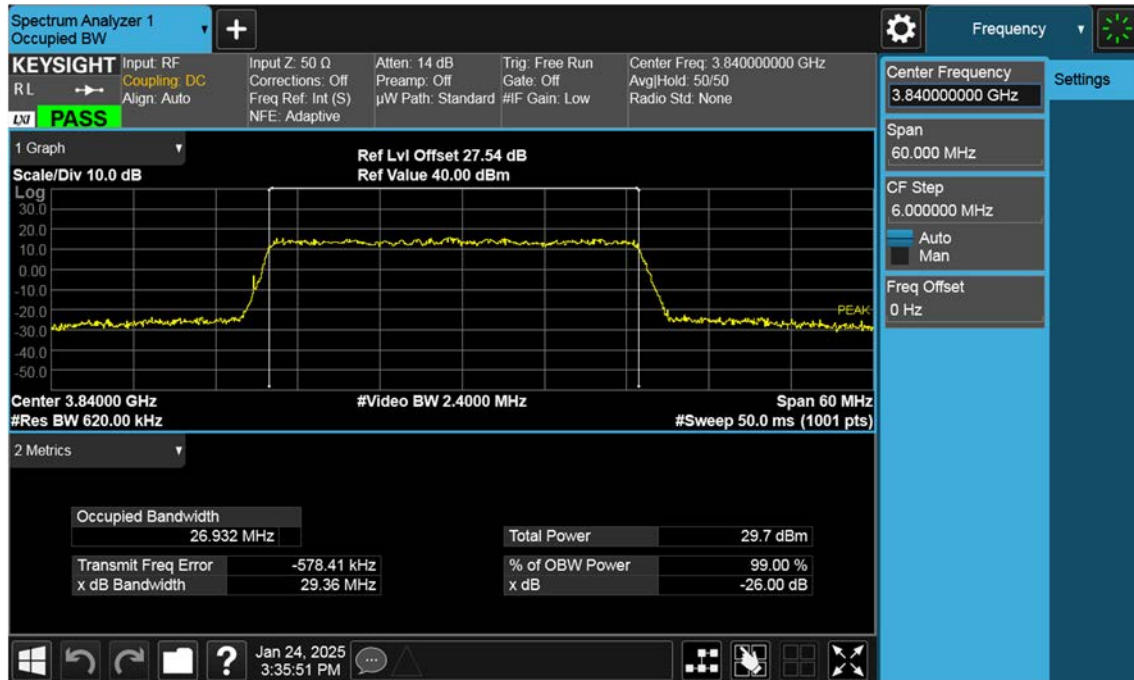 Spectrum Analyzer 1
Occupied BW
+
Frequency
KEYSIGHT
R L
LXI
PASS
Input: RF
Coupling: DC
Align: Auto
Input Z: 50 Ω
Corrections: Off
Freq Ref: Int (S)
NFE: Adaptive
Atten: 14 dB
Preamp: Off
µW Path: Standard
Trig: Free Run
Gate: Off
#IF Gain: Low
Center Freq: 3.840000000 GHz
Avg|Hold: 50/50
Radio Std: None
Center Frequency
3.840000000 GHz
Settings
Span
60.000 MHz
CF Step
6.000000 MHz
Auto
Man
Freq Offset
0 Hz
1 Graph
Scale/Div 10.0 dB
Ref Lvl Offset 27.54 dB
Ref Value 40.00 dBm
Log
30.0
20.0
10.0
0.00
-10.0
-20.0
-30.0
-40.0
-50.0
PEAK
Center 3.84000 GHz
#Video BW 2.4000 MHz
Span 60 MHz
#Res BW 620.00 kHz
#Sweep 50.0 ms (1001 pts)
2 Metrics
Occupied Bandwidth
26.932 MHz
Total Power 29.7 dBm
Transmit Freq Error -578.41 kHz
% of OBW Power 99.00 %
x dB Bandwidth 29.36 MHz
x dB -26.00 dB
?
Jan 24, 2025
3:35:51 PM